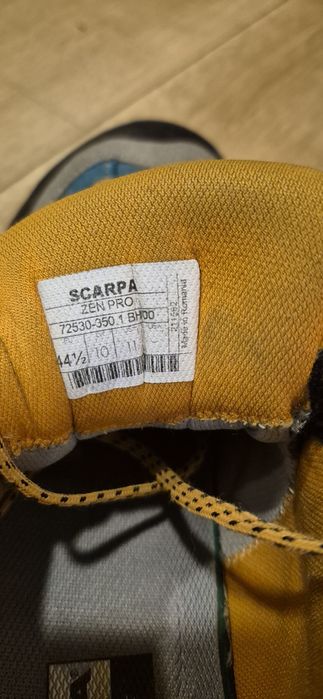 SCARPA
ZEN PRO
72530-350.1 BH00
44½ 10 11
Made in Romania